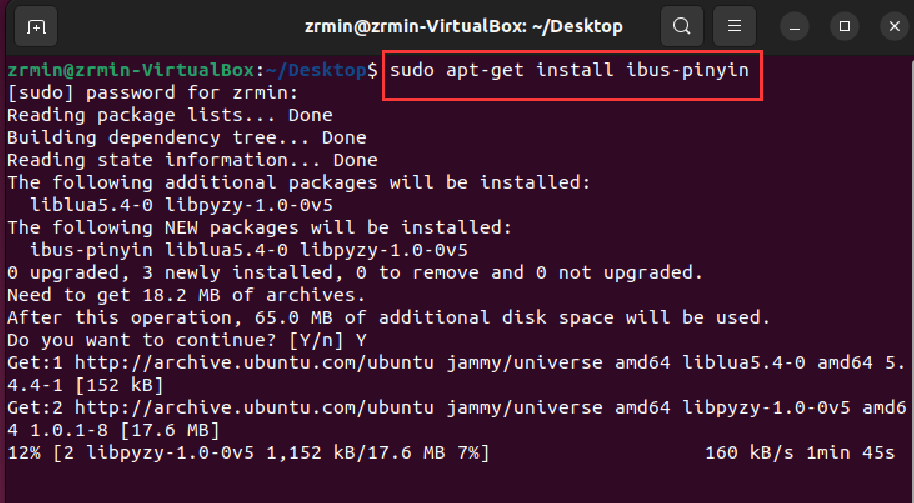 zrmin@zrmin-VirtualBox: ~/Desktop
zrmin@zrmin-VirtualBox:~/Desktop$ sudo apt-get install ibus-pinyin
[sudo] password for zrmin:
Reading package lists... Done
Building dependency tree... Done
Reading state information... Done
The following additional packages will be installed:
  liblua5.4-0 libpyzy-1.0-0v5
The following NEW packages will be installed:
  ibus-pinyin liblua5.4-0 libpyzy-1.0-0v5
0 upgraded, 3 newly installed, 0 to remove and 0 not upgraded.
Need to get 18.2 MB of archives.
After this operation, 65.0 MB of additional disk space will be used.
Do you want to continue? [Y/n] Y
Get:1 http://archive.ubuntu.com/ubuntu jammy/universe amd64 liblua5.4-0 amd64 5.
4.4-1 [152 kB]
Get:2 http://archive.ubuntu.com/ubuntu jammy/universe amd64 libpyzy-1.0-0v5 amd6
4 1.0.1-8 [17.6 MB]
12% [2 libpyzy-1.0-0v5 1,152 kB/17.6 MB 7%]                   160 kB/s 1min 45s